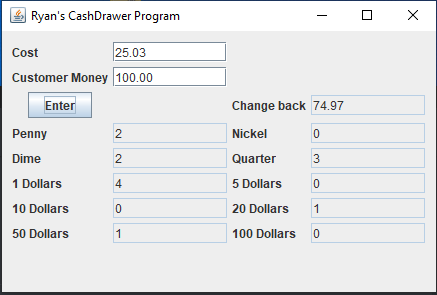 Ryan's CashDrawer Program
Cost 25.03
Customer Money 100.00
Enter Change back 74.97
Penny 2 Nickel 0
Dime 2 Quarter 3
1 Dollars 4 5 Dollars 0
10 Dollars 0 20 Dollars 1
50 Dollars 1 100 Dollars 0